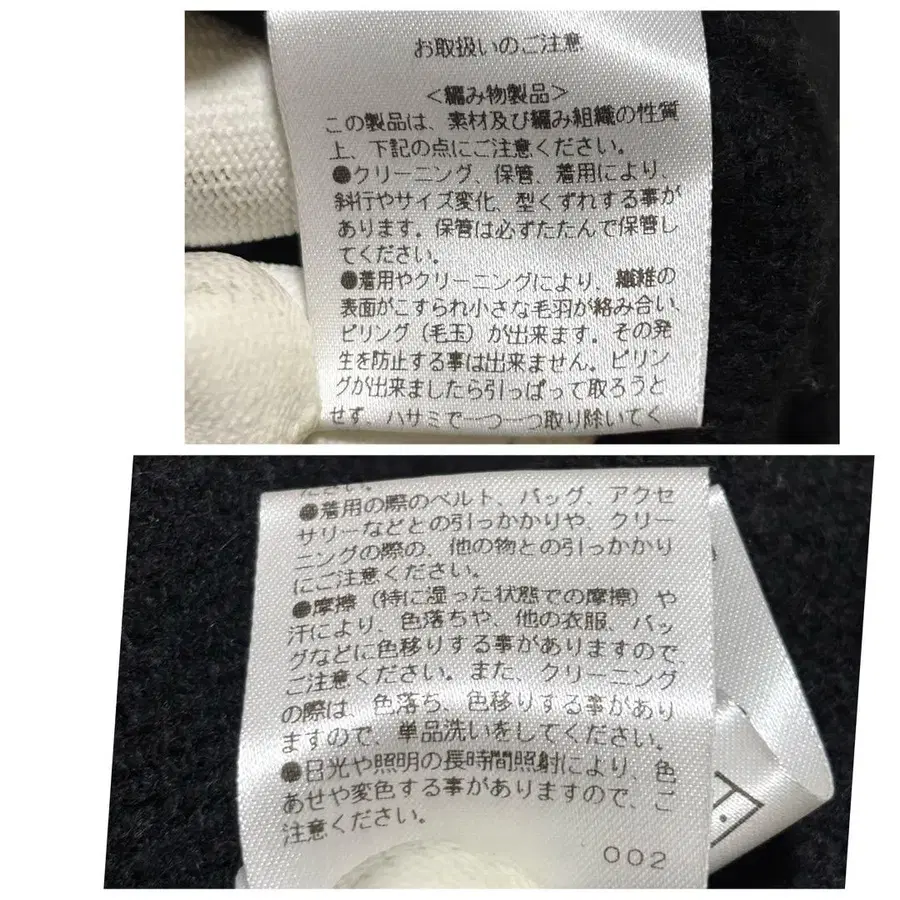 お取扱いのご注意
<編み物製品>
この製品は、素材及び編み組織の性質
上、下記の点にご注意ください。
●クリーニング、保管、着用により、
斜行やサイズ変化、型くずれする事が
あります。保管は必ずたたんで保管し
てください。
●着用やクリーニングにより、繊維の
表面がこすられ小さな毛羽が絡み合い、
ピリング（毛玉）が出来ます。その発
生を防止する事は出来ません。ピリン
グが出来ましたら引っぱって取ろうと
せず、ハサミで一つ一つ取り除いてく
ださい。
●着用の際のベルト、バッグ、アクセ
サリーなどとの引っかかりや、クリー
ニングの際の、他の物との引っかかり
にご注意ください。
●摩擦（特に湿った状態での摩擦）や
汗により、色落ちや、他の衣服、バッ
グなどに色移りする事がありますので、
ご注意ください。また、クリーニング
の際は、色落ち、色移りする事があり
ますので、単品洗いをしてください。
●日光や照明の長時間照射により、色
あせや変色する事がありますので、ご
注意ください。
002